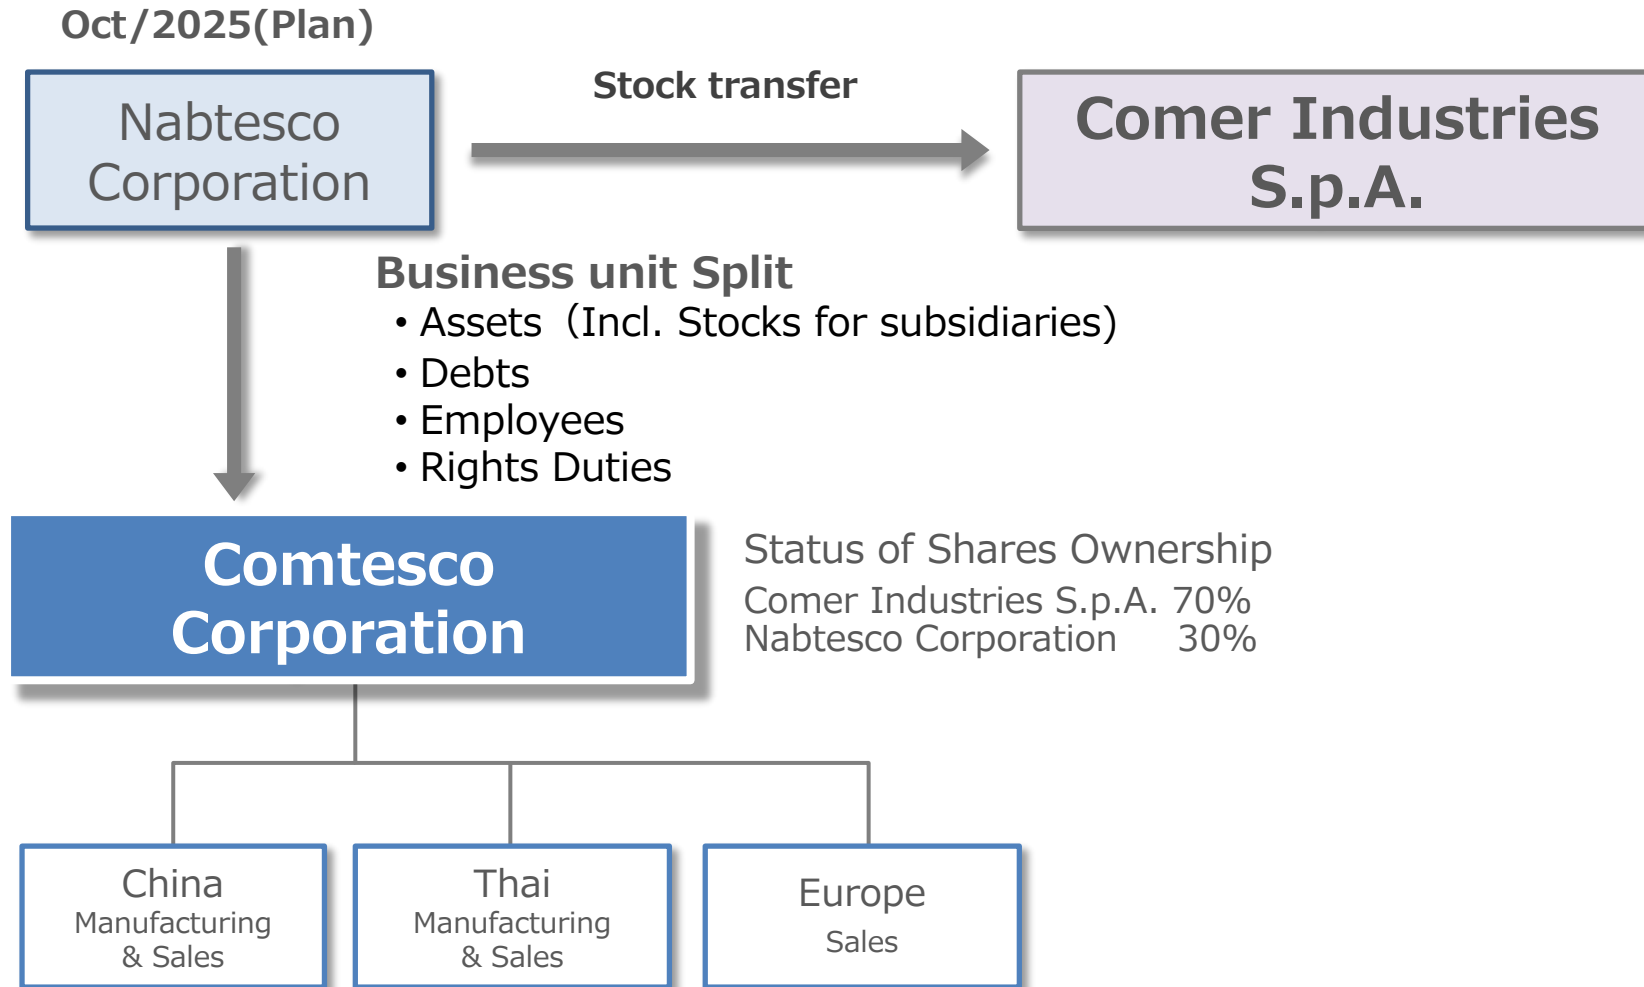 Oct/2025(Plan)
Nabtesco
Corporation
Stock transfer
Comer Industries
S.p.A.
Business unit Split
• Assets（Incl. Stocks for subsidiaries)
• Debts
• Employees
• Rights Duties
Comtesco
Corporation
Status of Shares Ownership
Comer Industries S.p.A. 70%
Nabtesco Corporation 30%
China
Manufacturing
& Sales
Thai
Manufacturing
& Sales
Europe
Sales